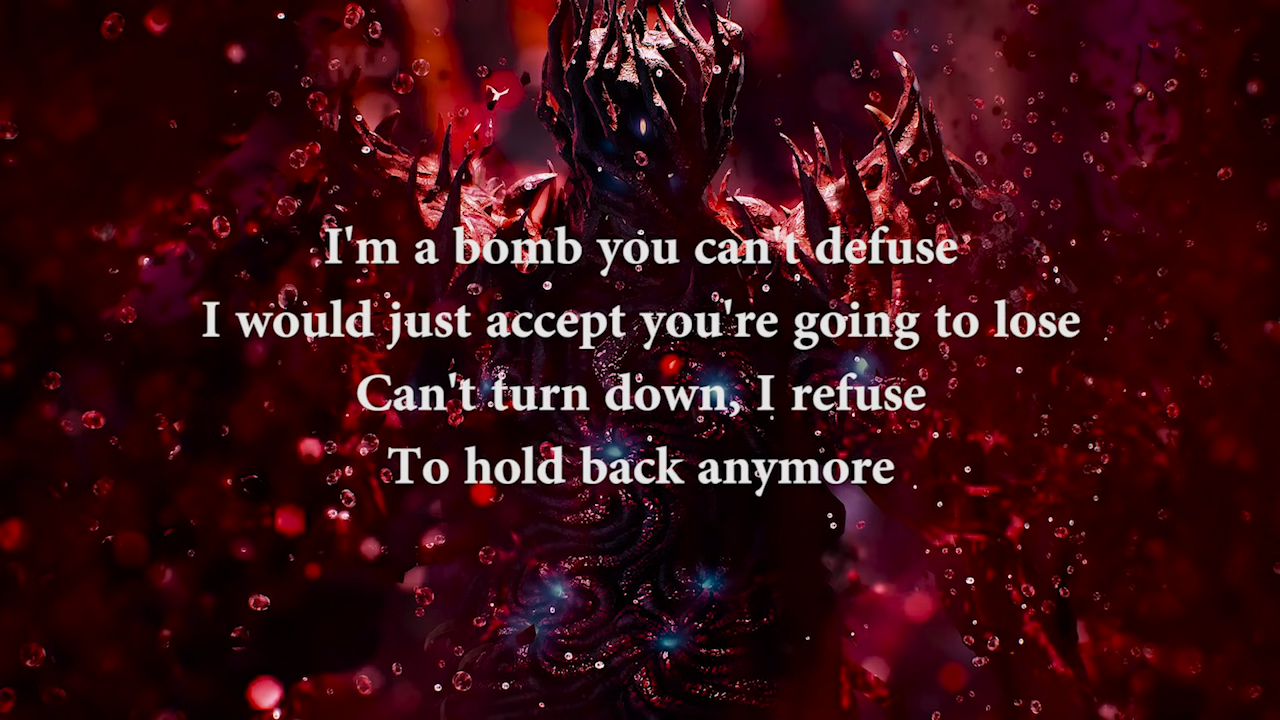 I'm a bomb you can't defuse
I would just accept you're going to lose
Can't turn down, I refuse
To hold back anymore